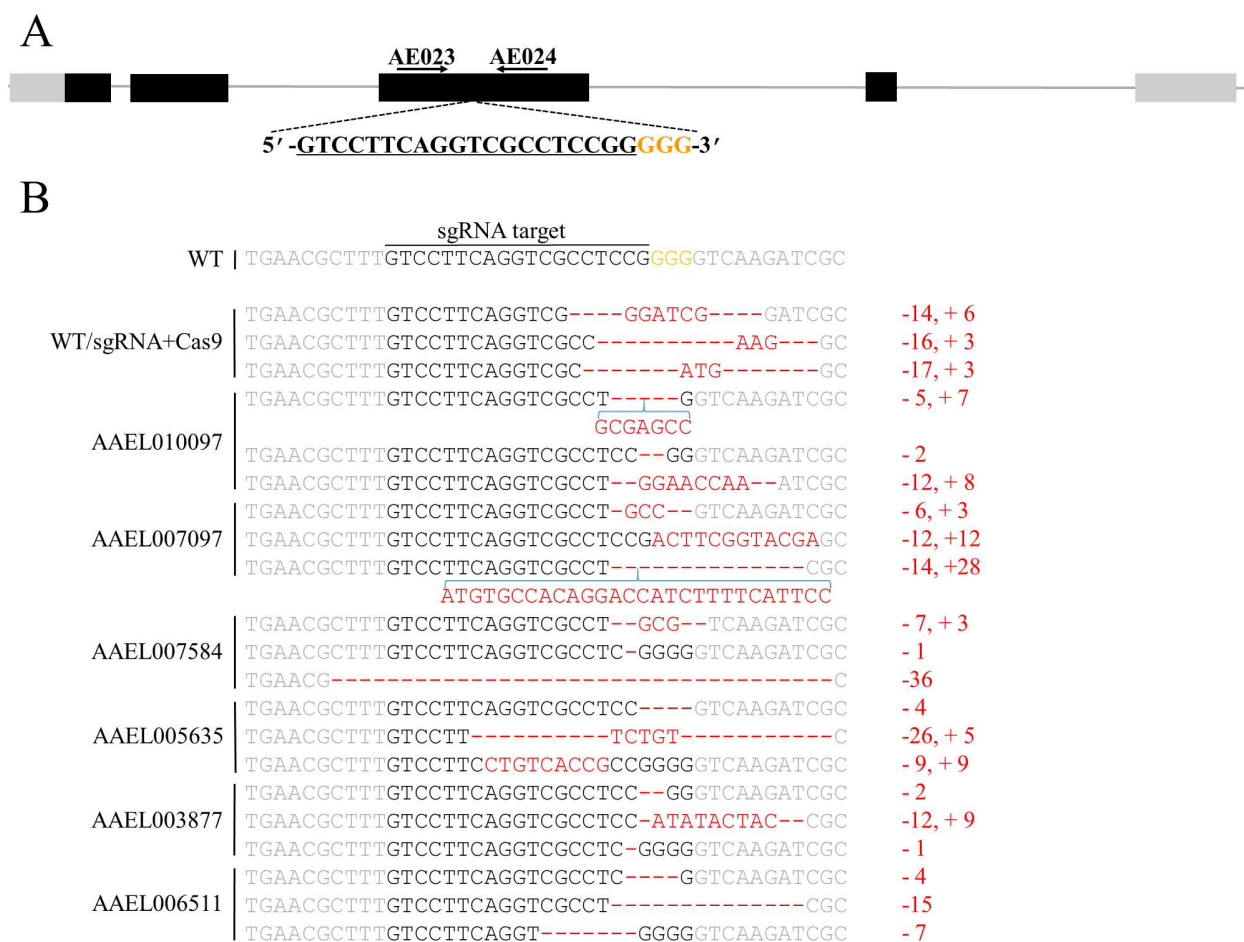 A
AE023 AE024
5′ -GTCCTTCAGGTCGCCTCCGGGGG-3′
B
sgRNA target
WT TGAACGCTTTGTCCTTCAGGTCGCCTCCGGGGGTCAAGATCGC
TGAACGCTTTGTCCTTCAGGTCG----GGATCG----GATCGC -14, + 6
WT/sgRNA+Cas9 TGAACGCTTTGTCCTTCAGGTCGCC----------AAG---GC -16, + 3
TGAACGCTTTGTCCTTCAGGTCGC-------ATG-------GC -17, + 3
TGAACGCTTTGTCCTTCAGGTCGCCT-----GGTCAAGATCGC - 5, + 7
GCGAGCC
AAEL010097 TGAACGCTTTGTCCTTCAGGTCGCCTCC--GGGTCAAGATCGC - 2
TGAACGCTTTGTCCTTCAGGTCGCCT--GGAACCAA--ATCGC -12, + 8
TGAACGCTTTGTCCTTCAGGTCGCCT-GCC--GTCAAGATCGC - 6, + 3
AAEL007097 TGAACGCTTTGTCCTTCAGGTCGCCTCCGACTTCGGTACGAGC -12, +12
TGAACGCTTTGTCCTTCAGGTCGCCT--------------CGC -14, +28
ATGTGCCACAGGACCATCTTTTCATTCC
TGAACGCTTTGTCCTTCAGGTCGCCT--GCG--TCAAGATCGC - 7, + 3
AAEL007584 TGAACGCTTTGTCCTTCAGGTCGCCTC-GGGGGTCAAGATCGC - 1
TGAACG------------------------------------C -36
TGAACGCTTTGTCCTTCAGGTCGCCTCC----GTCAAGATCGC - 4
AAEL005635 TGAACGCTTTGTCCTT----------TCTGT-----------C -26, + 5
TGAACGCTTTGTCCTTCCTGTCACCGCCGGGGGTCAAGATCGC - 9, + 9
TGAACGCTTTGTCCTTCAGGTCGCCTCC--GGGTCAAGATCGC - 2
AAEL003877 TGAACGCTTTGTCCTTCAGGTCGCCTCC-ATATACTAC--CGC -12, + 9
TGAACGCTTTGTCCTTCAGGTCGCCTC-GGGGGTCAAGATCGC - 1
TGAACGCTTTGTCCTTCAGGTCGCCTC----GGTCAAGATCGC - 4
AAEL006511 TGAACGCTTTGTCCTTCAGGTCGCCT--------------CGC -15
TGAACGCTTTGTCCTTCAGGT-------GGGGGTCAAGATCGC - 7